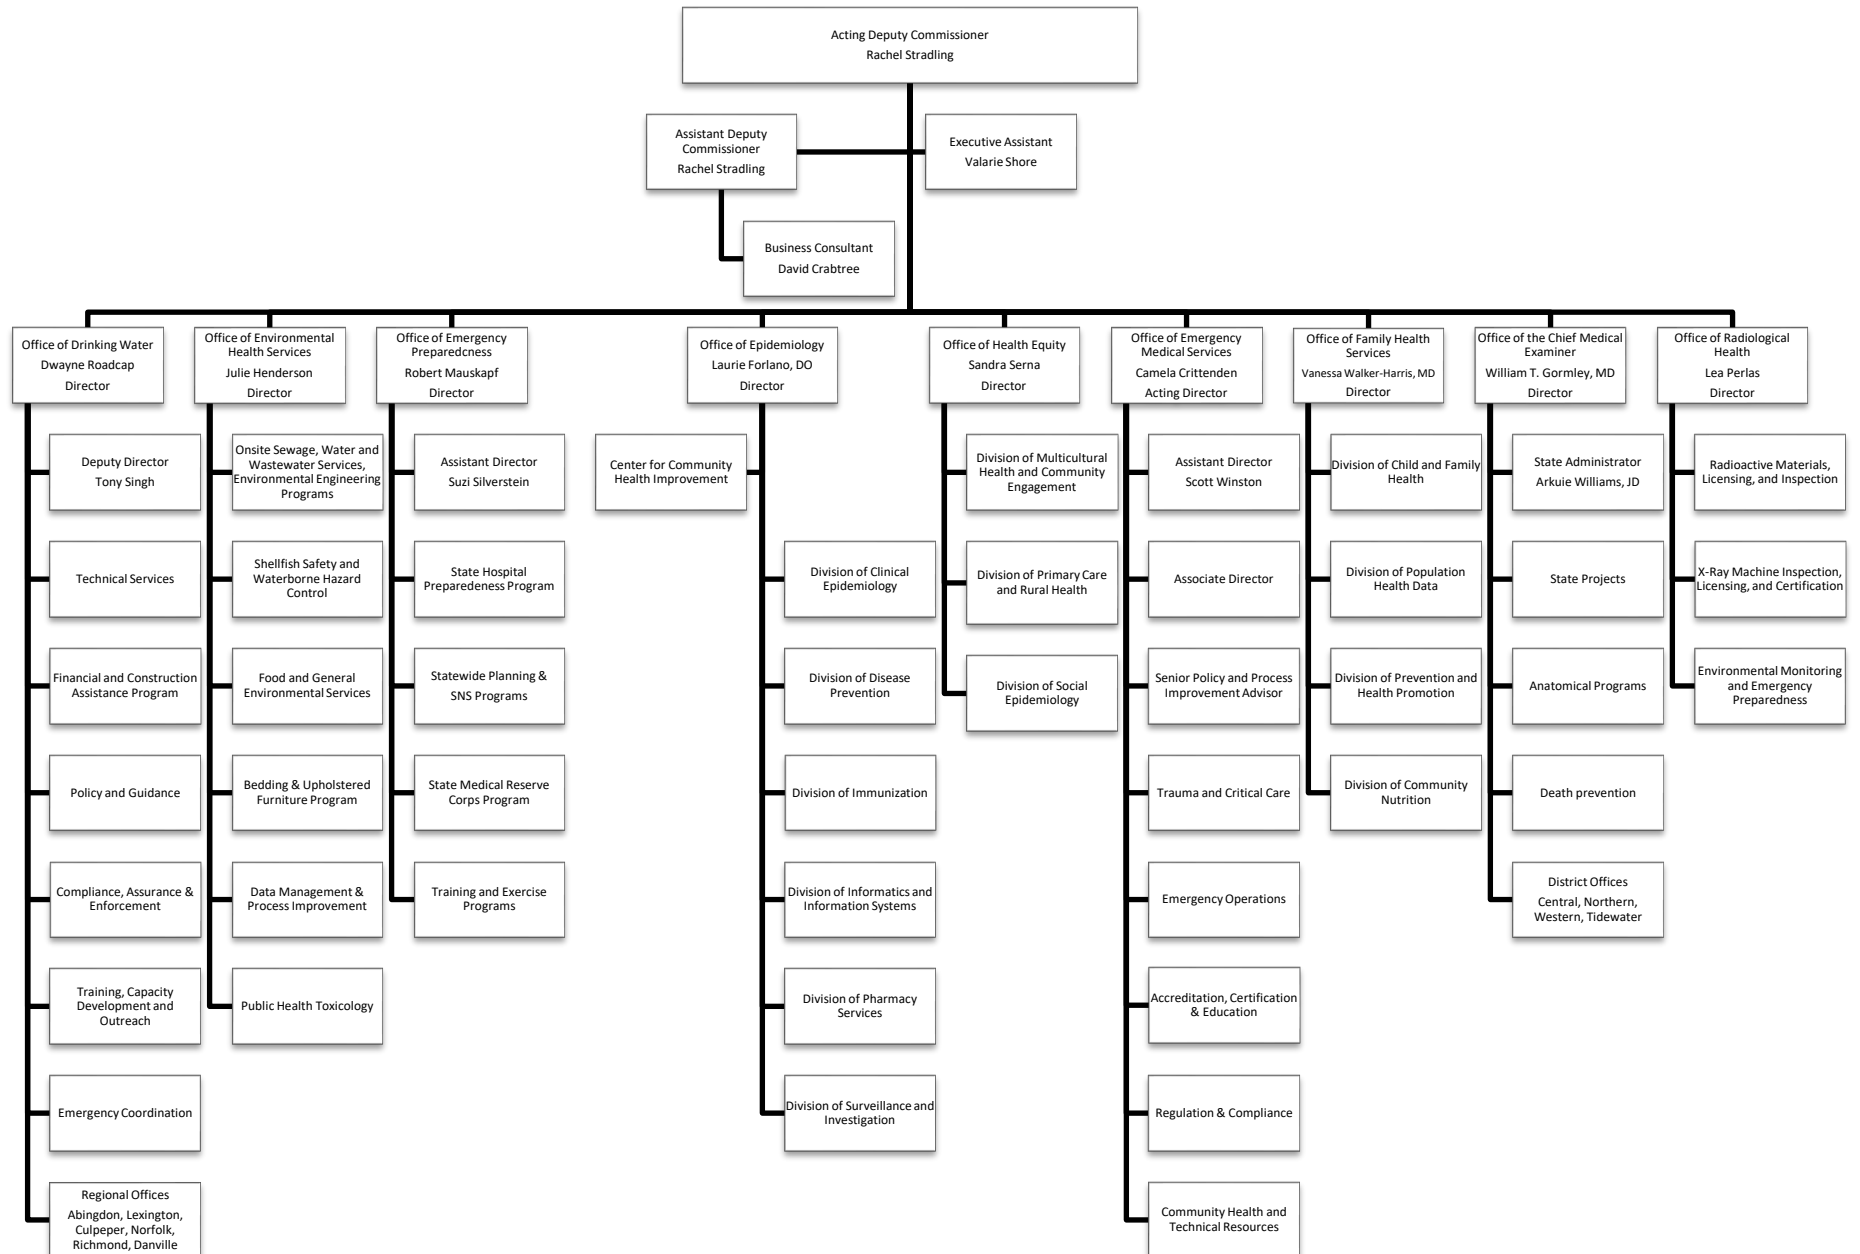 Acting Deputy Commissioner
Rachel Stradling
Assistant Deputy
Commissioner
Rachel Stradling
Executive Assistant
Valarie Shore
Business Consultant
David Crabtree
Office of Drinking Water
Dwayne Roadcap
Director
Deputy Director
Tony Singh
Technical Services
Financial and Construction
Assistance Program
Policy and Guidance
Compliance, Assurance &
Enforcement
Training, Capacity
Development and
Outreach
Emergency Coordination
Regional Offices
Abingdon, Lexington,
Culpeper, Norfolk,
Richmond, Danville
Office of Environmental
Health Services
Julie Henderson
Director
Onsite Sewage, Water and
Wastewater Services,
Environmental Engineering
Programs
Shellfish Safety and
Waterborne Hazard
Control
Food and General
Environmental Services
Bedding & Upholstered
Furniture Program
Data Management &
Process Improvement
Public Health Toxicology
Office of Emergency
Preparedcness
Robert Mauskapf
Director
Assistant Director
Suzi Silverstein
State Hospital
Preparedeness Program
Statewide Planning &
SNS Programs
State Medical Reserve
Corps Program
Training and Exercise
Programs
Office of Epidemiology
Laurie Forlano, DO
Director
Center for Community
Health Improvement
Division of Clinical
Epidemiology
Division of Disease
Prevention
Division of Immunization
Division of Informatics and
Information Systems
Division of Pharmacy
Services
Division of Surveillance and
Investigation
Office of Health Equity
Sandra Serna
Director
Division of Multicultural
Health and Community
Engagement
Division of Primary Care
and Rural Health
Division of Social
Epidemiology
Office of Emergency
Medical Services
Camela Crittenden
Acting Director
Assistant Director
Scott Winston
Associate Director
Senior Policy and Process
Improvement Advisor
Trauma and Critical Care
Emergency Operations
Accreditation, Certification
& Education
Regulation & Compliance
Community Health and
Technical Resources
Office of Family Health
Services
Vanessa Walker-Harris, MD
Director
Division of Child and Family
Health
Division of Population
Health Data
Division of Prevention and
Health Promotion
Division of Community
Nutrition
Office of the Chief Medical
Examiner
William T. Gormley, MD
Director
State Administrator
Arkuie Williams, JD
State Projects
Anatomical Programs
Death prevention
District Offices
Central, Northern,
Western, Tidewater
Office of Radiological
Health
Lea Perlas
Director
Radioactive Materials,
Licensing, and Inspection
X-Ray Machine Inspection,
Licensing, and Certification
Environmental Monitoring
and Emergency
Preparedness